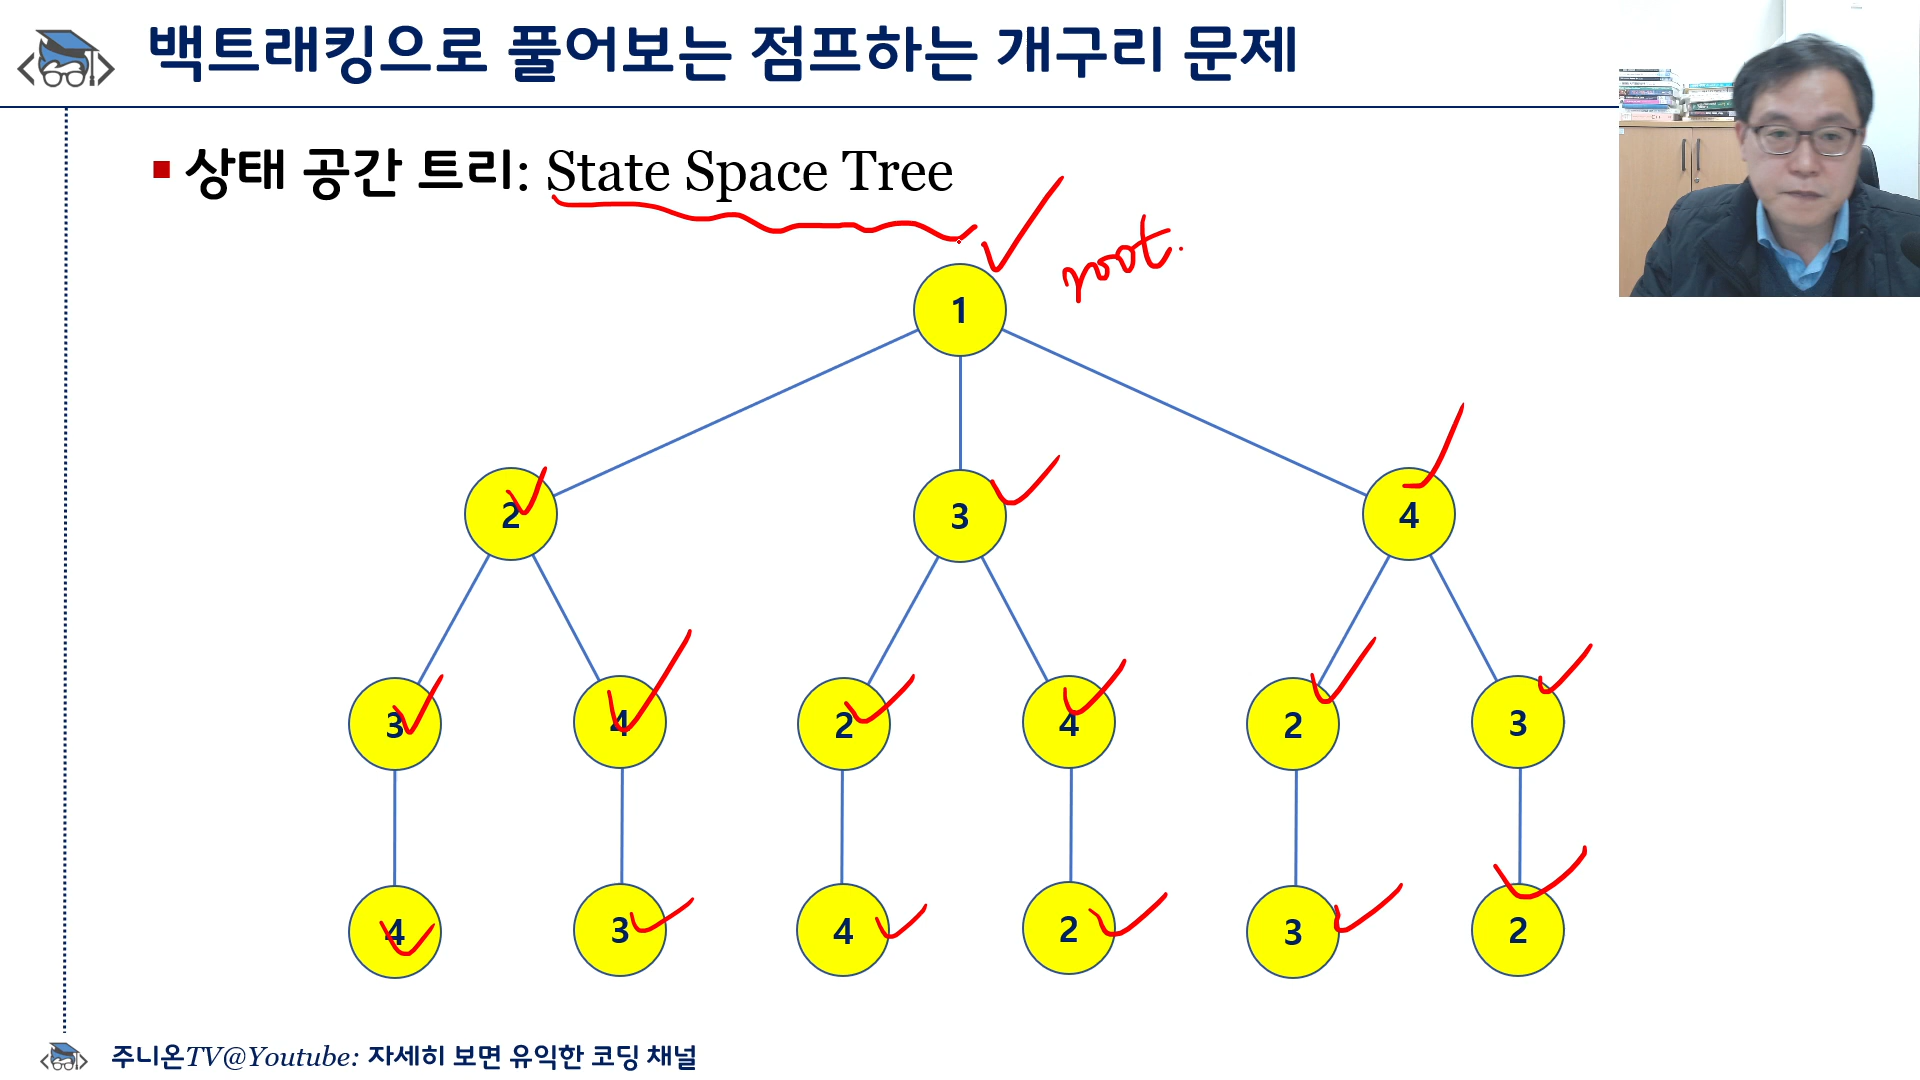 백트래킹으로 풀어보는 점프하는 개구리 문제
상태 공간 트리: State Space Tree
root.
1
2 3 4
3 4 2 4 2 3
4 3 4 2 3 2
주니온TV@Youtube: 자세히 보면 유익한 코딩 채널